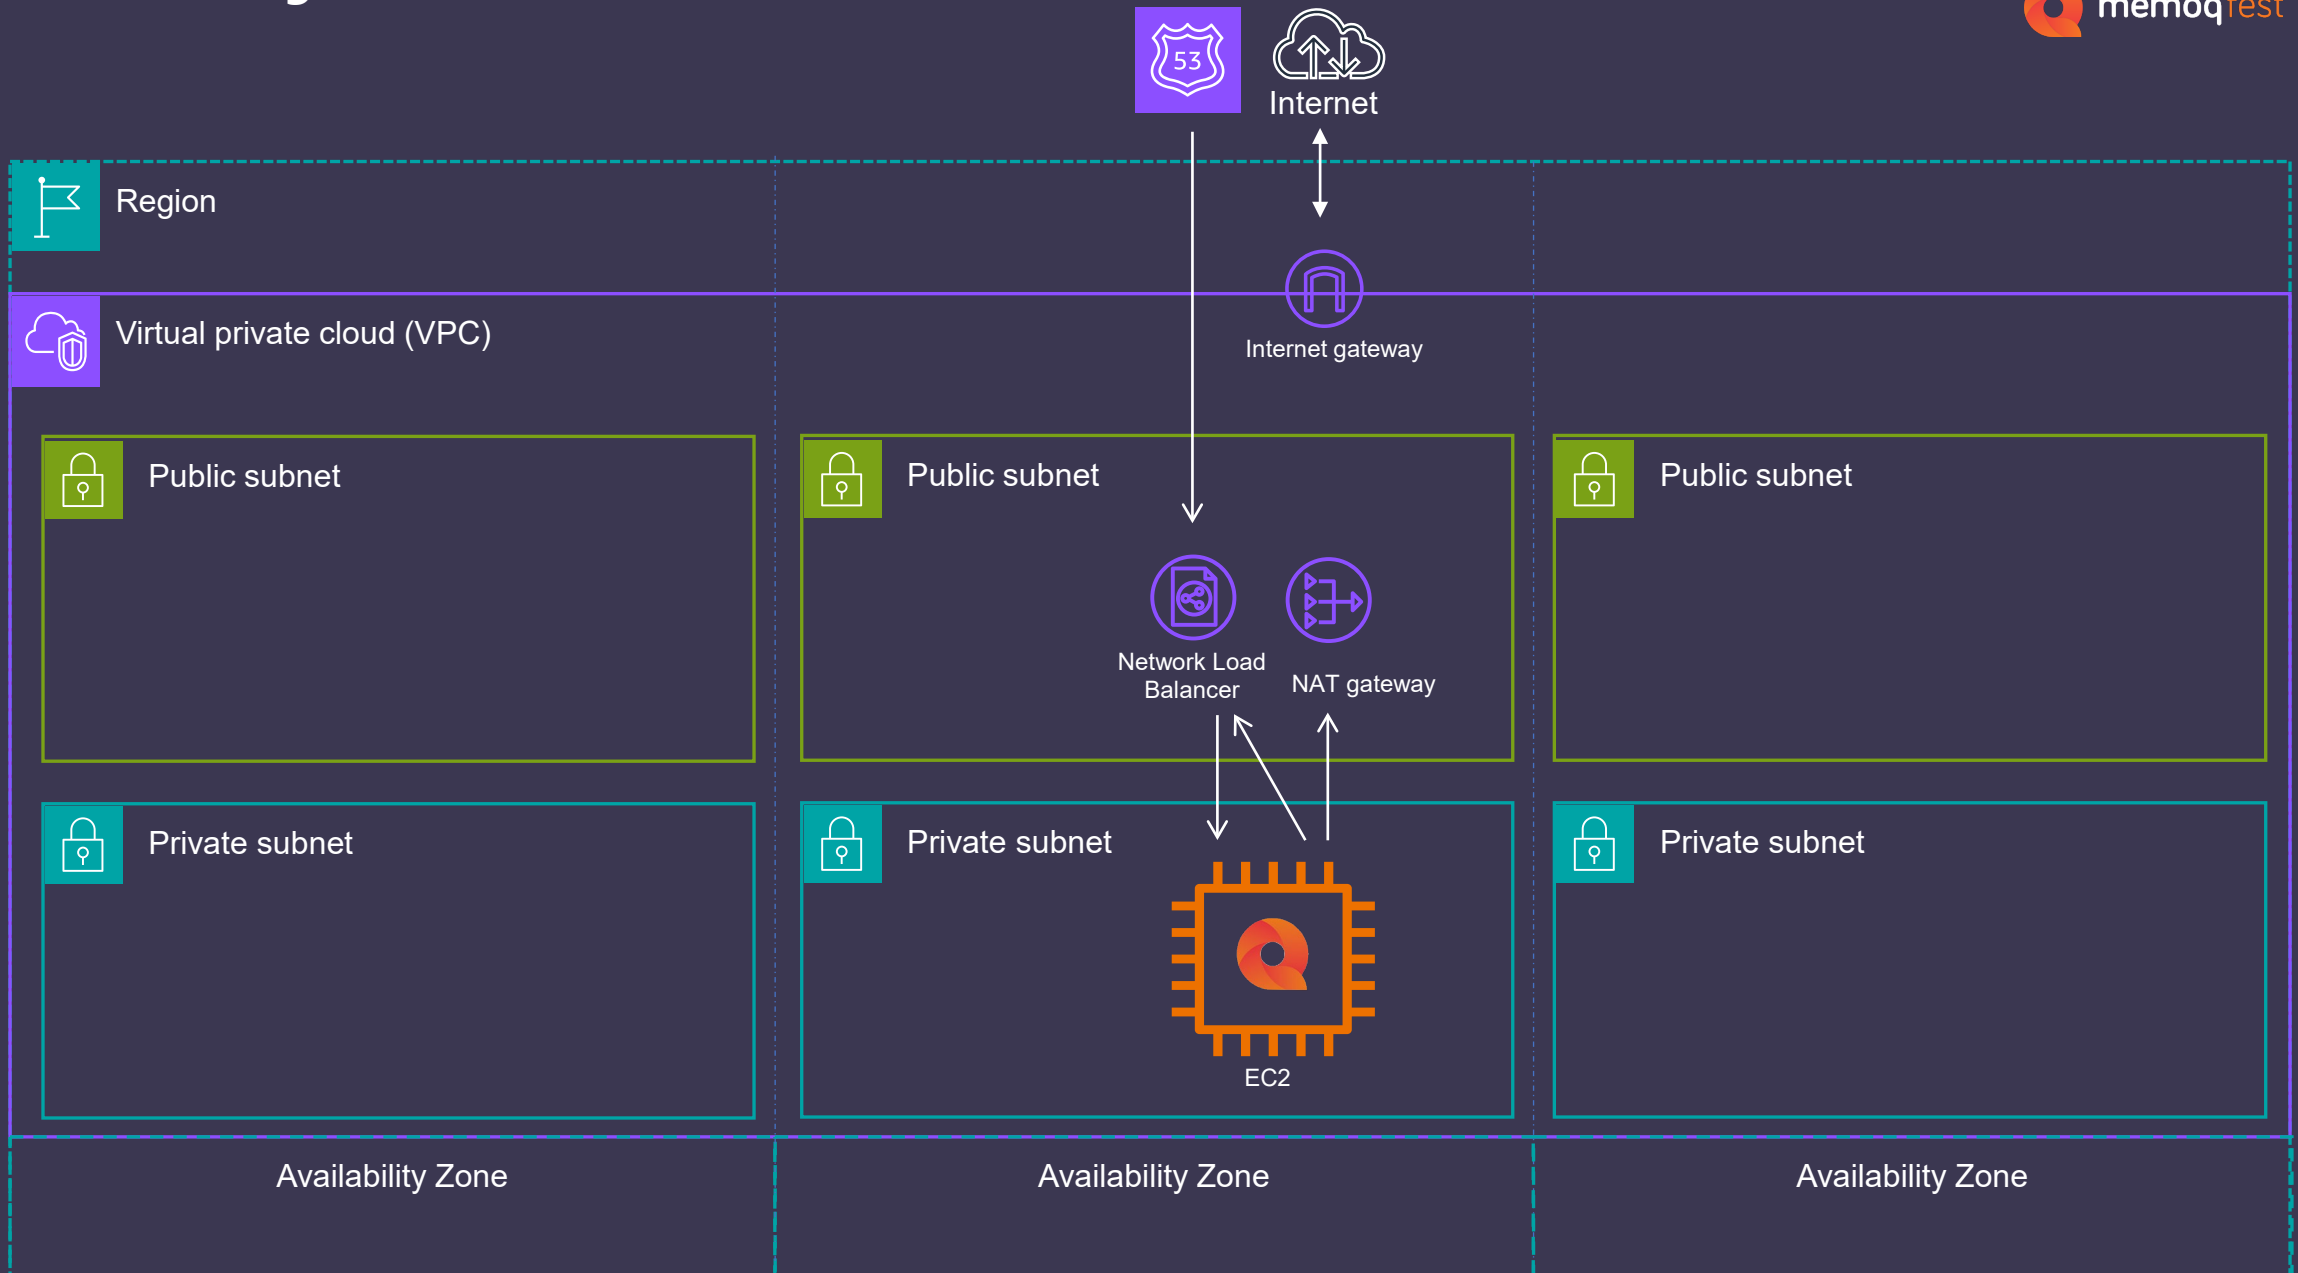 memoqfest
53
Internet
Region
Virtual private cloud (VPC)
Internet gateway
Public subnet
Public subnet
Public subnet
Network Load
Balancer
NAT gateway
Private subnet
Private subnet
Private subnet
EC2
Availability Zone
Availability Zone
Availability Zone